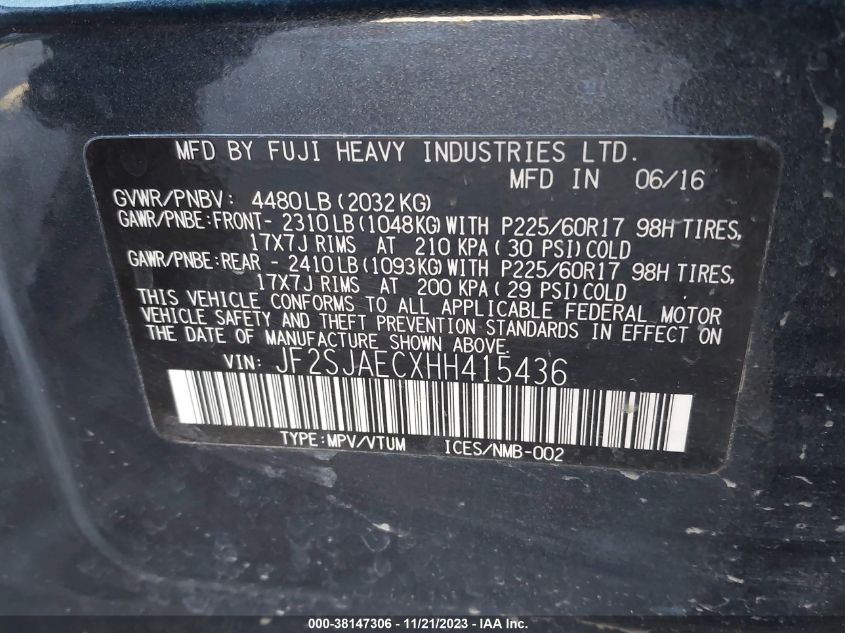 MFD BY FUJI HEAVY INDUSTRIES LTD.
MFD IN 06/16
GVWR/PNBV: 4480LB(2032KG)
GAWR/PNBE:FRONT- 2310LB(1048KG)WITH P225/60R17 98H TIRES,
17X7J RIMS AT 210 KPA(30 PSI)COLD
GAWR/PNBE:REAR - 2410LB(1093KG)WITH P225/60R17 98H TIRES,
17X7J RIMS AT 200 KPA(29 PSI)COLD
THIS VEHICLE CONFORMS TO ALL APPLICABLE FEDERAL MOTOR
VEHICLE SAFETY AND THEFT PREVENTION STANDARDS IN EFFECT ON
THE DATE OF MANUFACTURE SHOWN ABOVE.
VIN: JF2SJAECXHH415436
TYPE:MPV/VTUM ICES/NMB-002
000-38147306 - 11/21/2023 - IAA Inc.